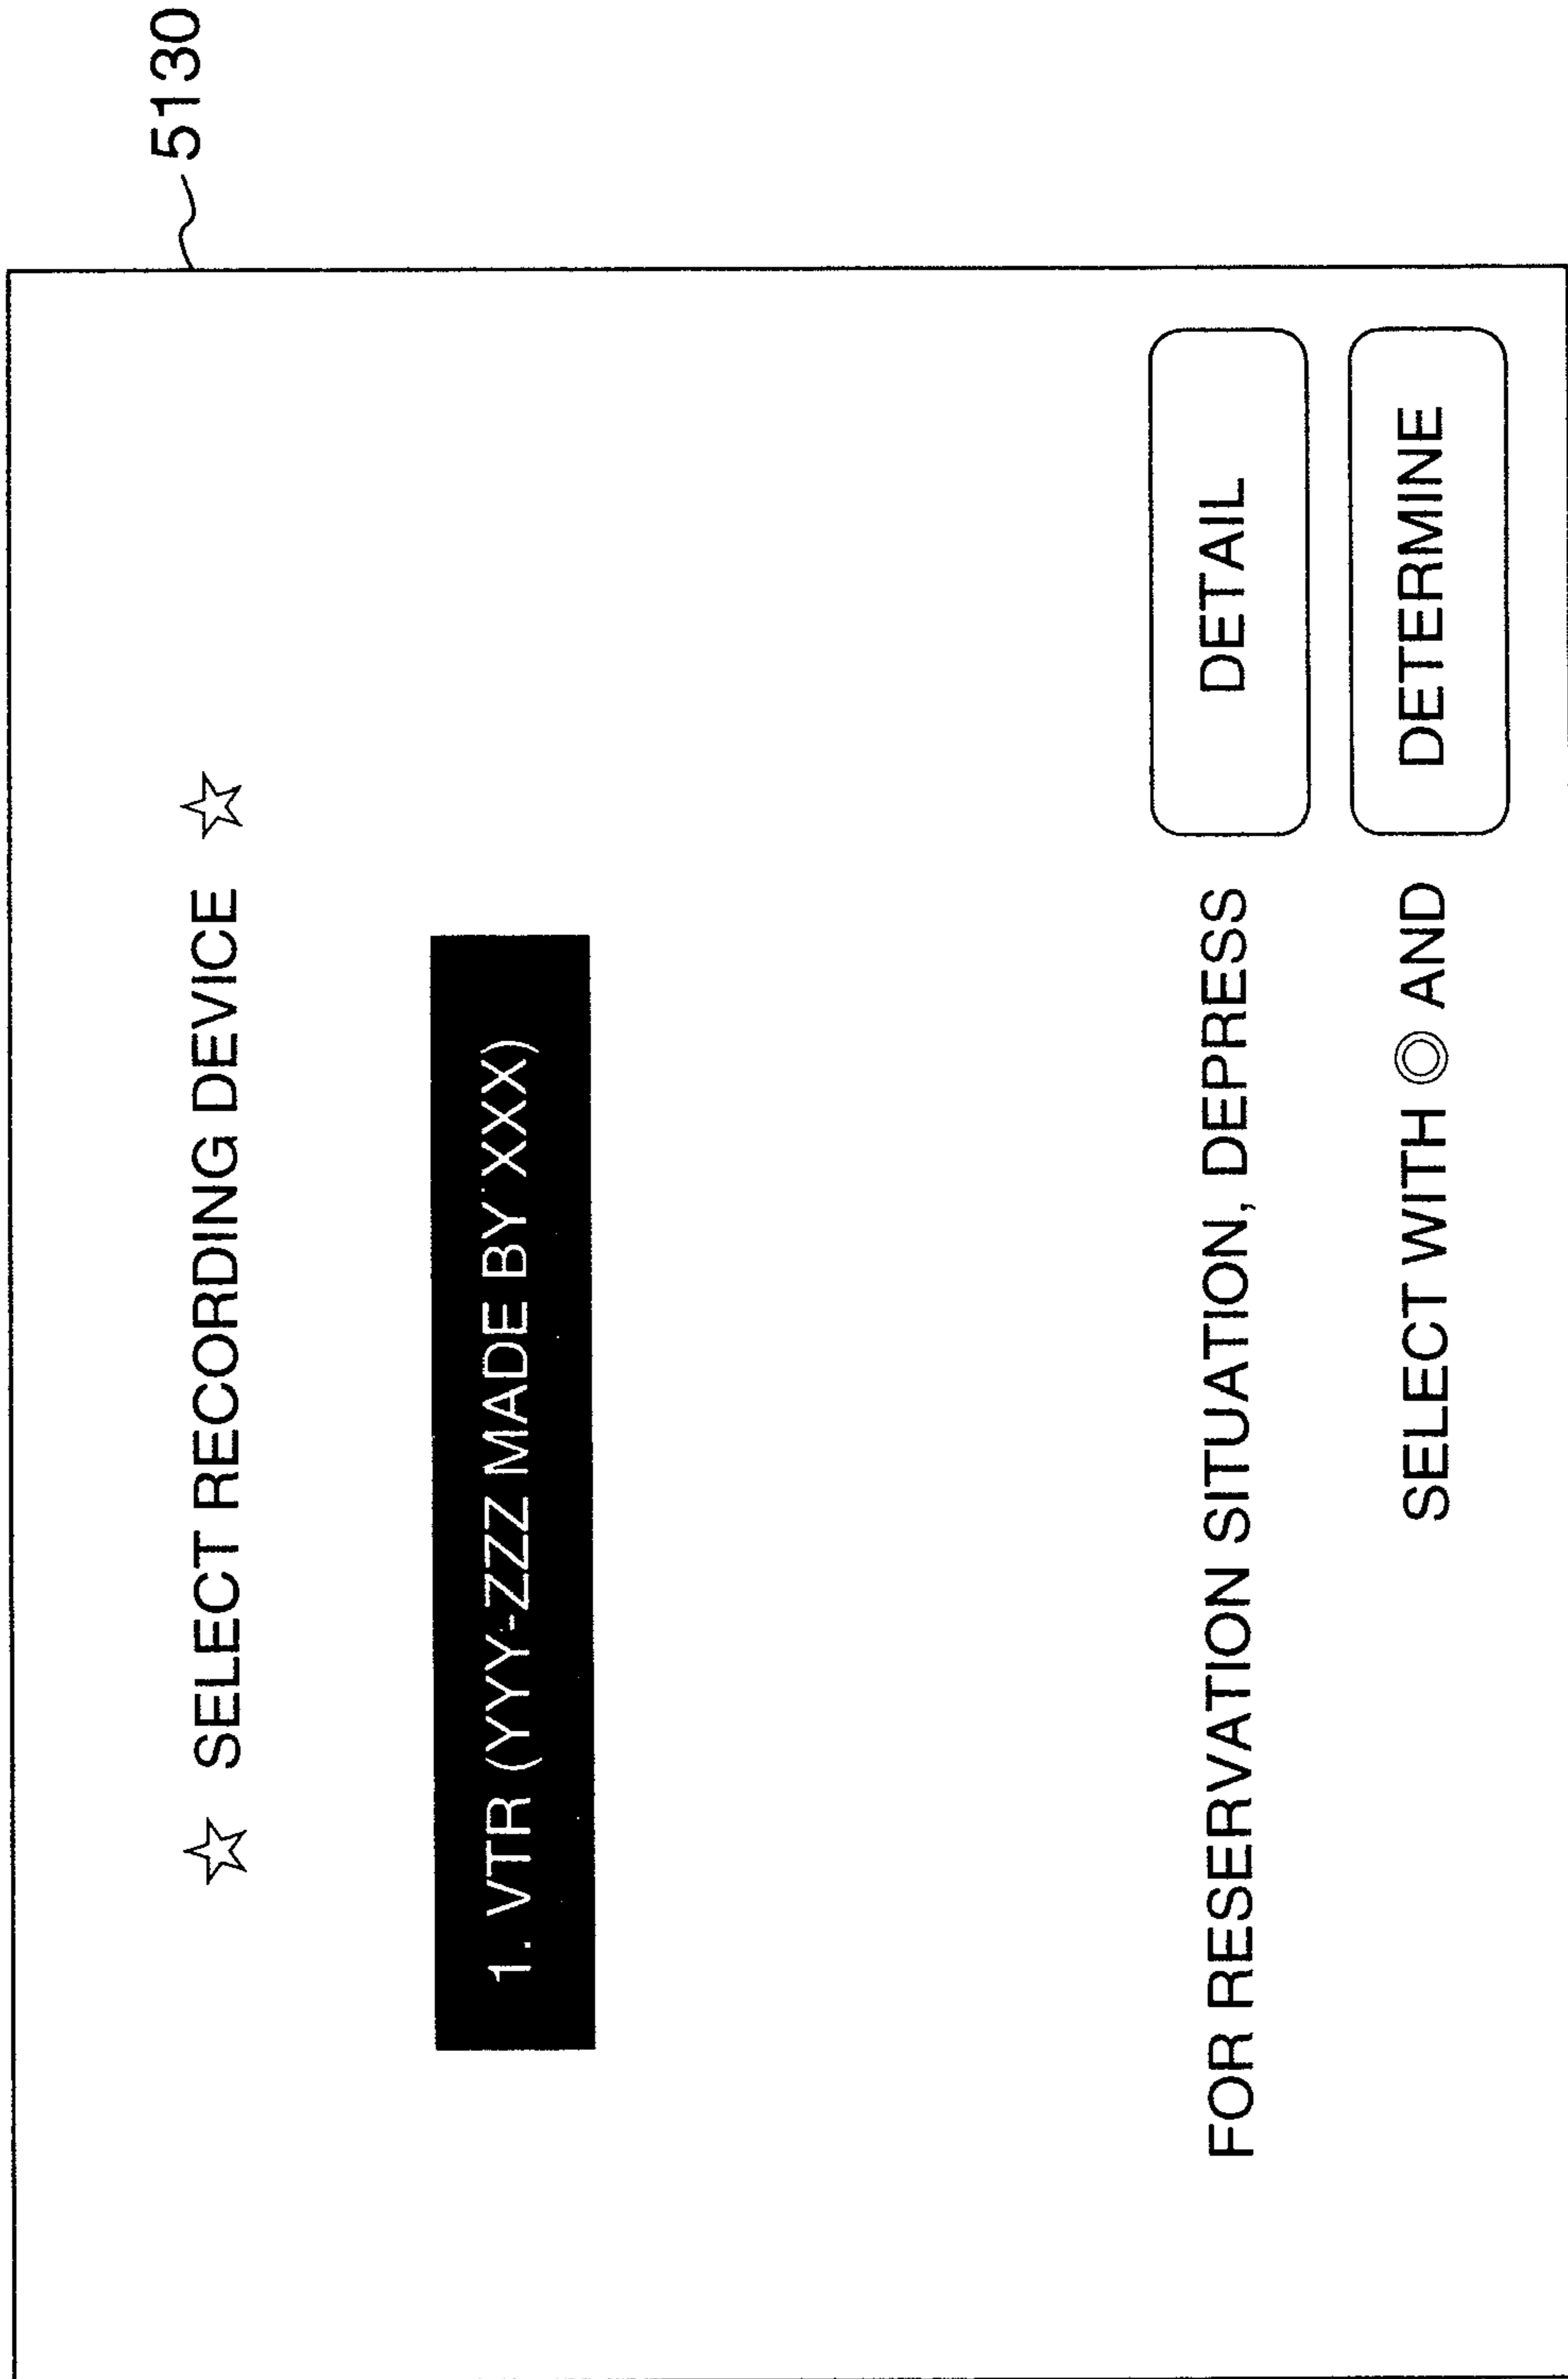 5130
☆ SELECT RECORDING DEVICE ☆
1. VTR (YYY-ZZZ MADE BY XXX)
FOR RESERVATION SITUATION, DEPRESS DETAIL
SELECT WITH ◎ AND DETERMINE